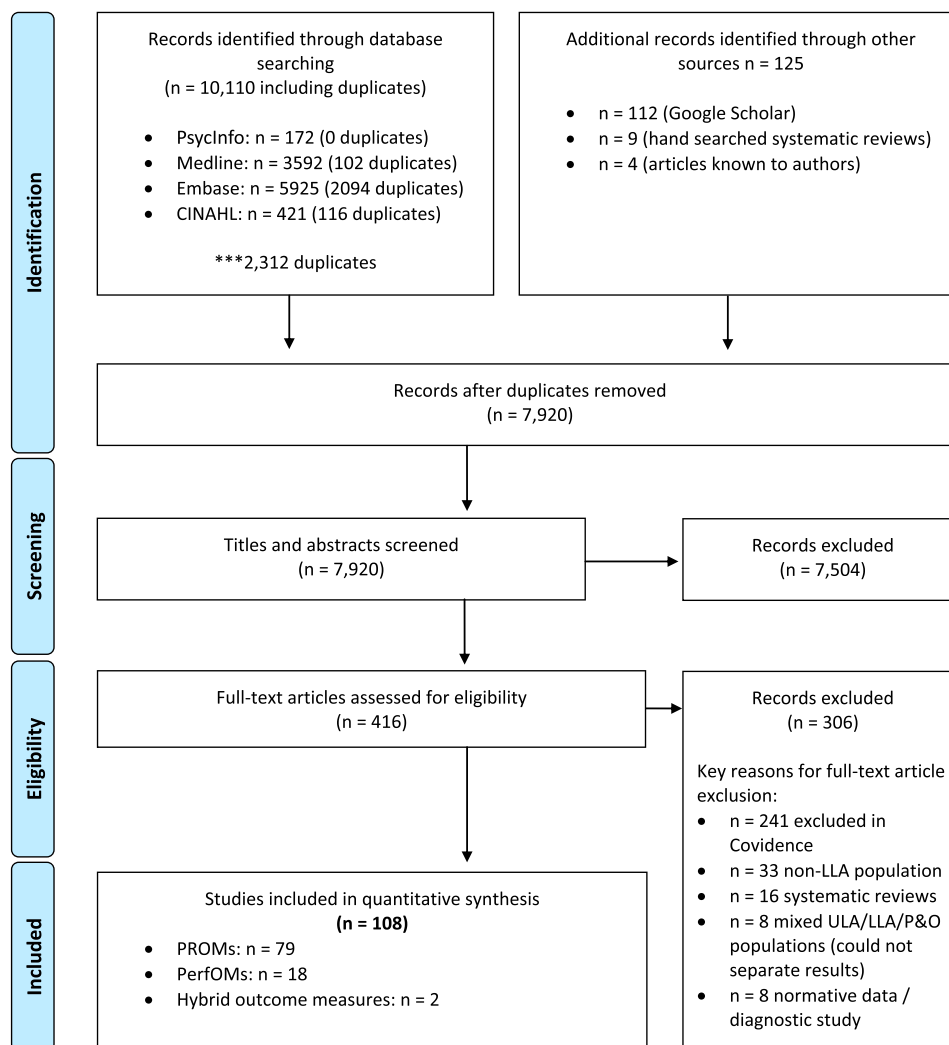 Identification
Records identified through database
searching
(n = 10,110 including duplicates)
• PsycInfo: n = 172 (0 duplicates)
• Medline: n = 3592 (102 duplicates)
• Embase: n = 5925 (2094 duplicates)
• CINAHL: n = 421 (116 duplicates)
***2,312 duplicates
Additional records identified through other
sources n = 125
• n = 112 (Google Scholar)
• n = 9 (hand searched systematic reviews)
• n = 4 (articles known to authors)
Records after duplicates removed
(n = 7,920)
Screening
Titles and abstracts screened
(n = 7,920)
Records excluded
(n = 7,504)
Eligibility
Full-text articles assessed for eligibility
(n = 416)
Records excluded
(n = 306)
Key reasons for full-text article
exclusion:
• n = 241 excluded in
Covidence
• n = 33 non-LLA population
• n = 16 systematic reviews
• n = 8 mixed ULA/LLA/P&O
populations (could not
separate results)
• n = 8 normative data /
diagnostic study
Included
Studies included in quantitative synthesis
(n = 108)
• PROMs: n = 79
• PerfOMs: n = 18
• Hybrid outcome measures: n = 2